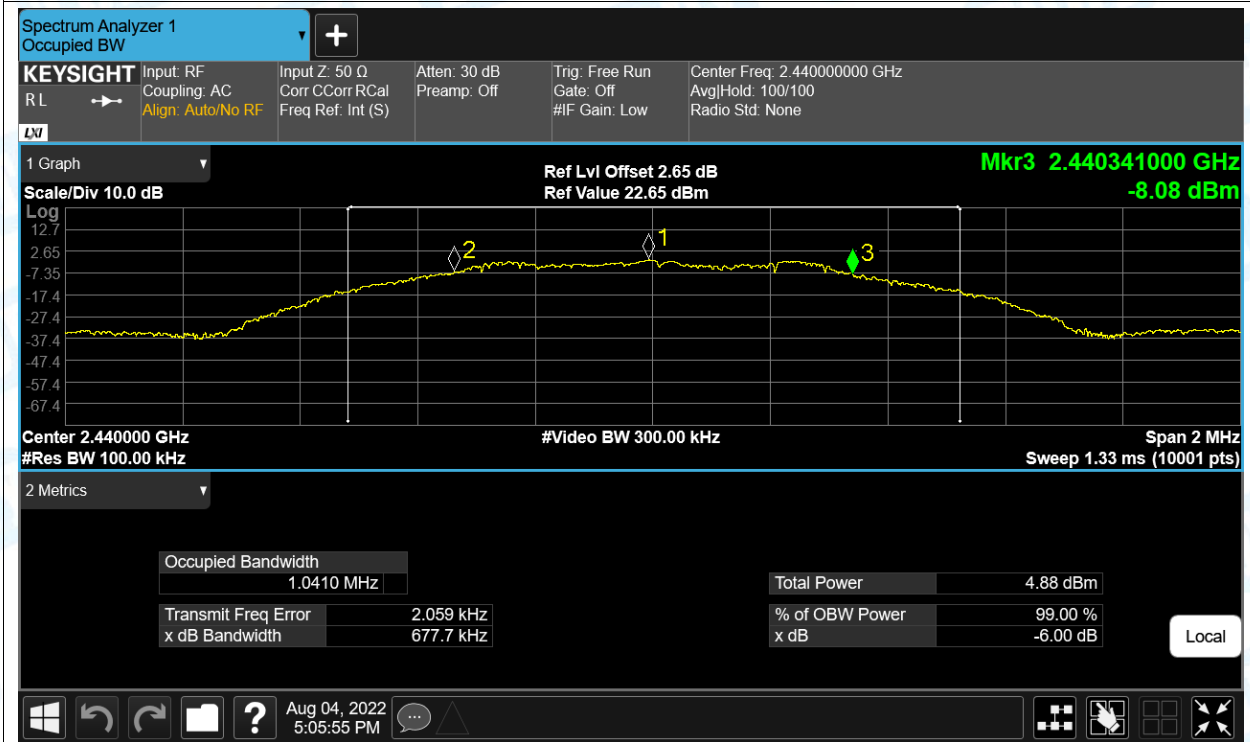 Spectrum Analyzer 1
Occupied BW
KEYSIGHT
R L
LXI
Input: RF
Coupling: AC
Align: Auto/No RF
Input Z: 50 Ω
Corr CCorr RCal
Freq Ref: Int (S)
Atten: 30 dB
Preamp: Off
Trig: Free Run
Gate: Off
#IF Gain: Low
Center Freq: 2.440000000 GHz
Avg|Hold: 100/100
Radio Std: None
1 Graph
Scale/Div 10.0 dB
Ref Lvl Offset 2.65 dB
Ref Value 22.65 dBm
Mkr3 2.440341000 GHz
-8.08 dBm
Log
12.7
2.65
-7.35
-17.4
-27.4
-37.4
-47.4
-57.4
-67.4
2
1
3
Center 2.440000 GHz
#Res BW 100.00 kHz
#Video BW 300.00 kHz
Span 2 MHz
Sweep 1.33 ms (10001 pts)
2 Metrics
Occupied Bandwidth
1.0410 MHz
Transmit Freq Error 2.059 kHz
x dB Bandwidth 677.7 kHz
Total Power 4.88 dBm
% of OBW Power 99.00 %
x dB -6.00 dB
Local
?
Aug 04, 2022
5:05:55 PM